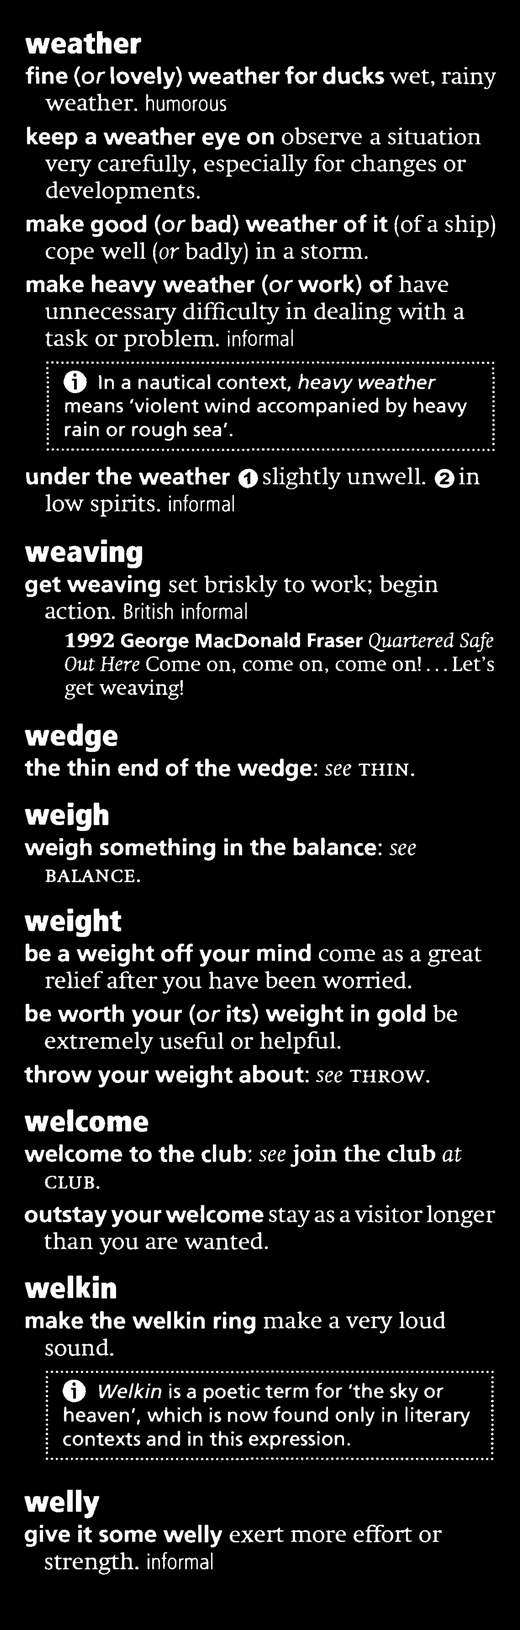 weather
fine (or lovely) weather for ducks wet, rainy
weather. humorous
keep a weather eye on observe a situation
very carefully, especially for changes or
developments.
make good (or bad) weather of it (of a ship)
cope well (or badly) in a storm.
make heavy weather (or work) of have
unnecessary difficulty in dealing with a
task or problem. informal
ℹ In a nautical context, heavy weather
means 'violent wind accompanied by heavy
rain or rough sea'.
under the weather ❶ slightly unwell. ❷ in
low spirits. informal
weaving
get weaving set briskly to work; begin
action. British informal
1992 George MacDonald Fraser Quartered Safe
Out Here Come on, come on, come on! ... Let's
get weaving!
wedge
the thin end of the wedge: see THIN.
weigh
weigh something in the balance: see
BALANCE.
weight
be a weight off your mind come as a great
relief after you have been worried.
be worth your (or its) weight in gold be
extremely useful or helpful.
throw your weight about: see THROW.
welcome
welcome to the club: see join the club at
CLUB.
outstay your welcome stay as a visitor longer
than you are wanted.
welkin
make the welkin ring make a very loud
sound.
ℹ Welkin is a poetic term for 'the sky or
heaven', which is now found only in literary
contexts and in this expression.
welly
give it some welly exert more effort or
strength. informal